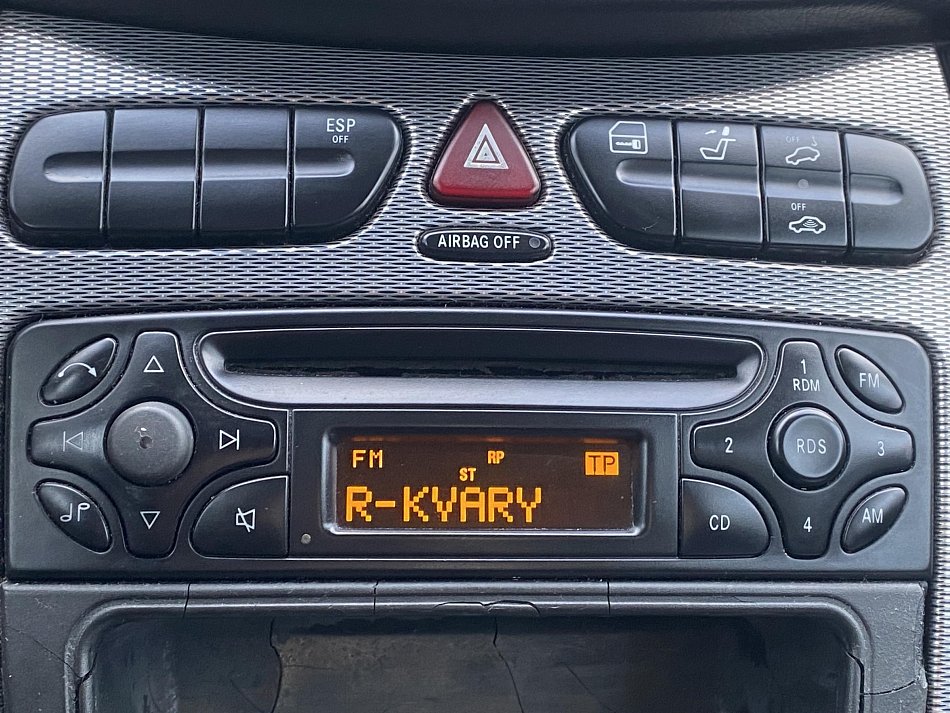 ESP
OFF
OFF
OFF
AIRBAG OFF
1
RDM
FM
2
RDS
3
FM
RP
TP
ST
R-KVARY
CD
4
AM